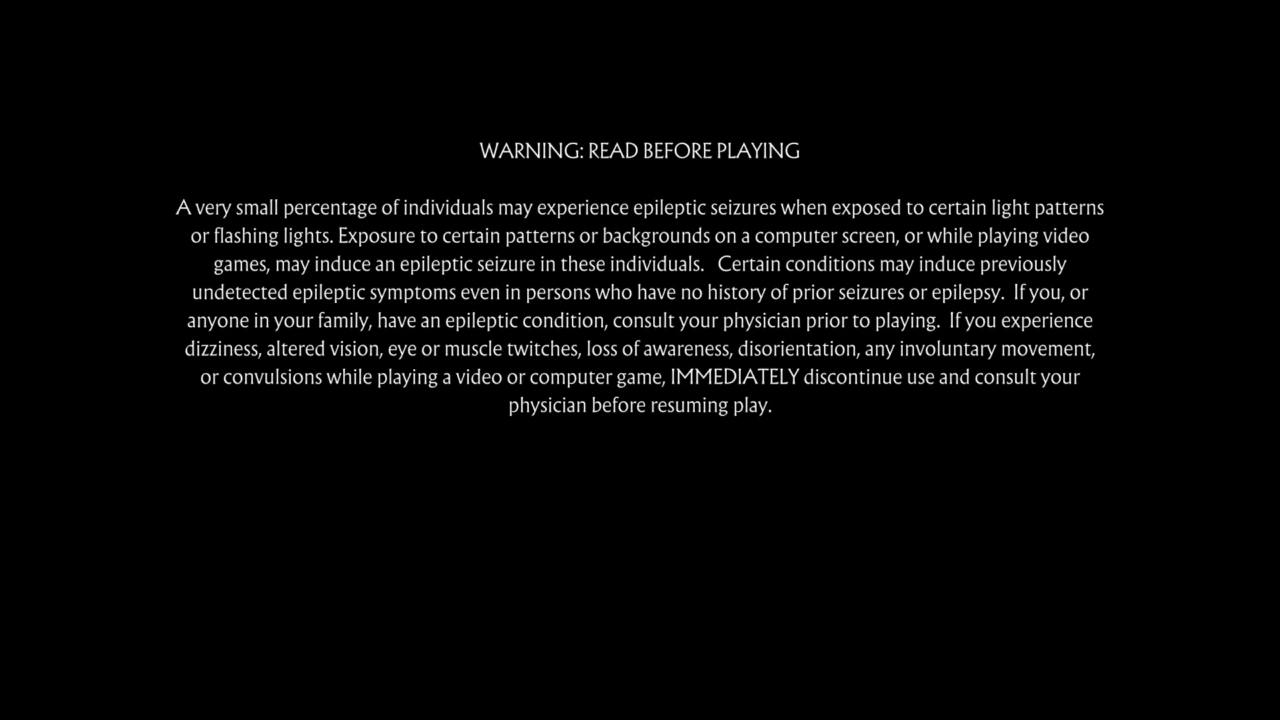 WARNING: READ BEFORE PLAYING
A very small percentage of individuals may experience epileptic seizures when exposed to certain light patterns
or flashing lights. Exposure to certain patterns or backgrounds on a computer screen, or while playing video
games, may induce an epileptic seizure in these individuals.   Certain conditions may induce previously
undetected epileptic symptoms even in persons who have no history of prior seizures or epilepsy.  If you, or
anyone in your family, have an epileptic condition, consult your physician prior to playing.  If you experience
dizziness, altered vision, eye or muscle twitches, loss of awareness, disorientation, any involuntary movement,
or convulsions while playing a video or computer game, IMMEDIATELY discontinue use and consult your
physician before resuming play.